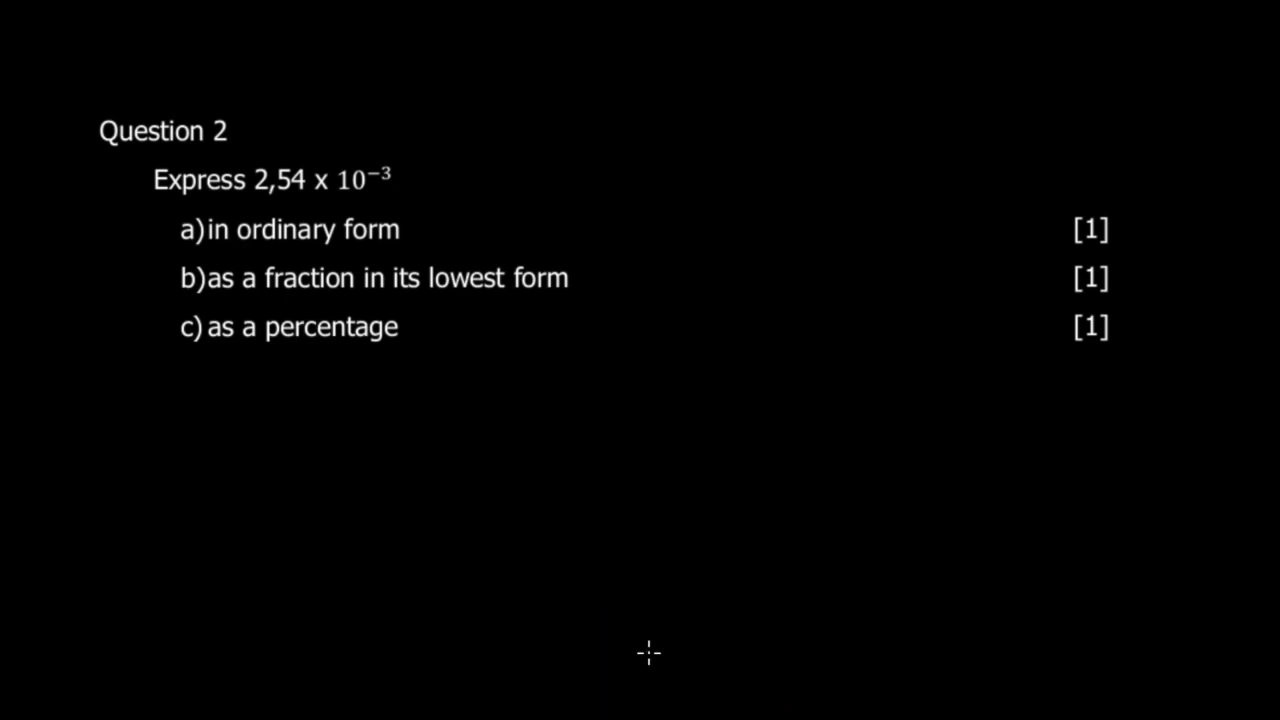 Question 2
Express 2,54 x 10⁻³
a) in ordinary form [1]
b) as a fraction in its lowest form [1]
c) as a percentage [1]